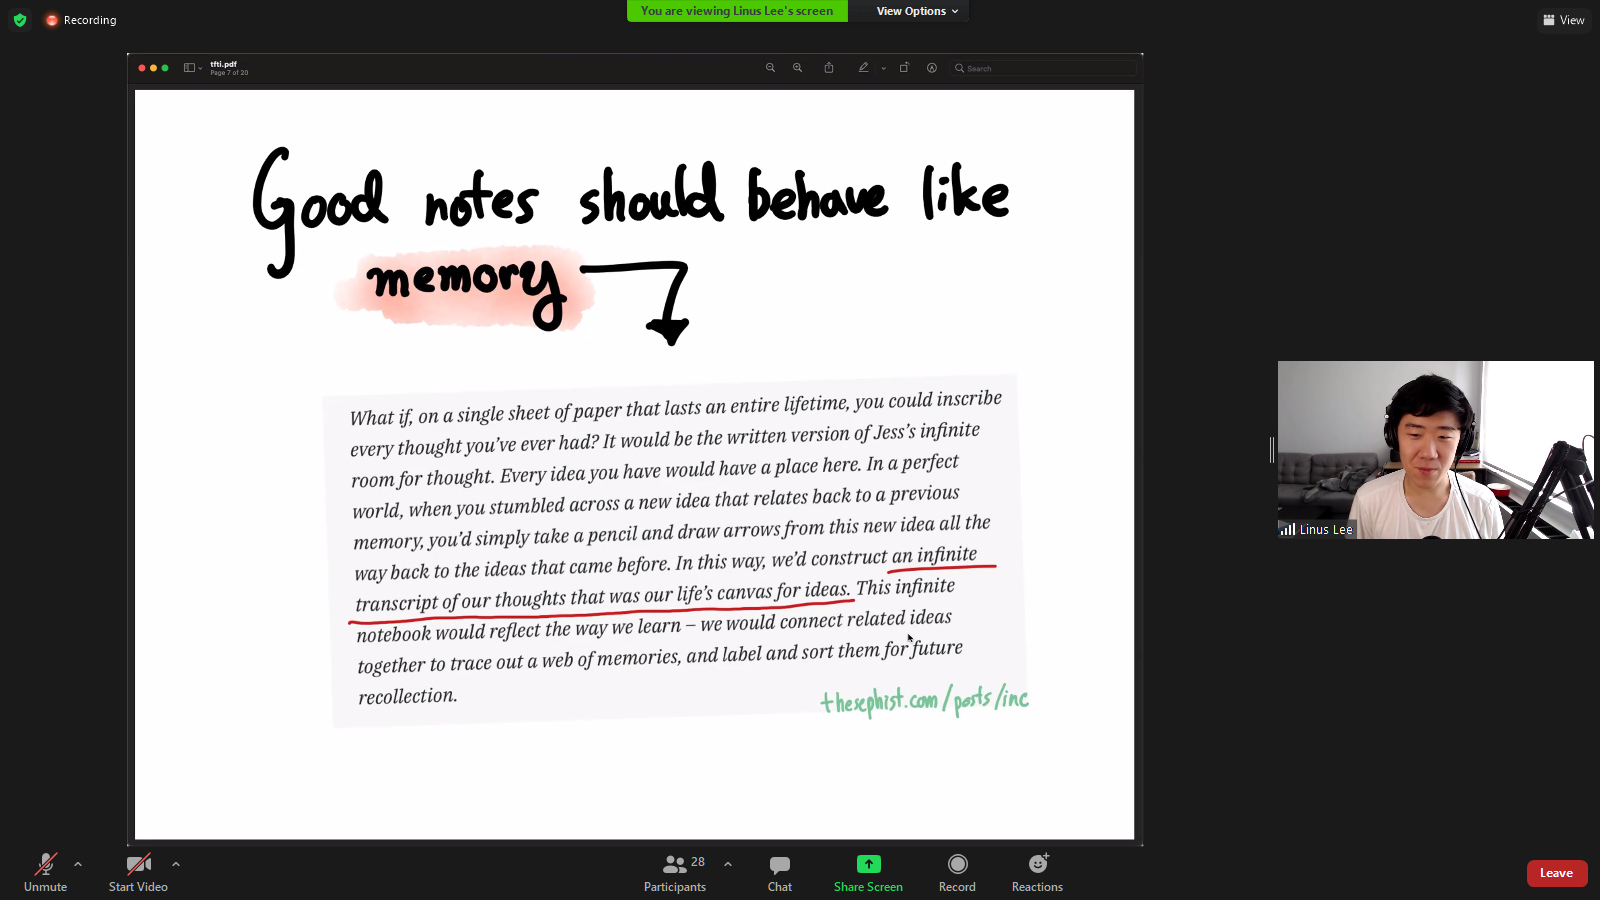 Recording
You are viewing Linus Lee's screen
View Options
View
tfti.pdf
Page 7 of 20
Search
Good notes should behave like
memory
What if, on a single sheet of paper that lasts an entire lifetime, you could inscribe
every thought you've ever had? It would be the written version of Jess's infinite
room for thought. Every idea you have would have a place here. In a perfect
world, when you stumbled across a new idea that relates back to a previous
memory, you'd simply take a pencil and draw arrows from this new idea all the
way back to the ideas that came before. In this way, we'd construct an infinite
transcript of our thoughts that was our life's canvas for ideas. This infinite
notebook would reflect the way we learn – we would connect related ideas
together to trace out a web of memories, and label and sort them for future
recollection.
thesephist.com/posts/inc
Linus Lee
Unmute
Start Video
28
Participants
Chat
Share Screen
Record
Reactions
Leave